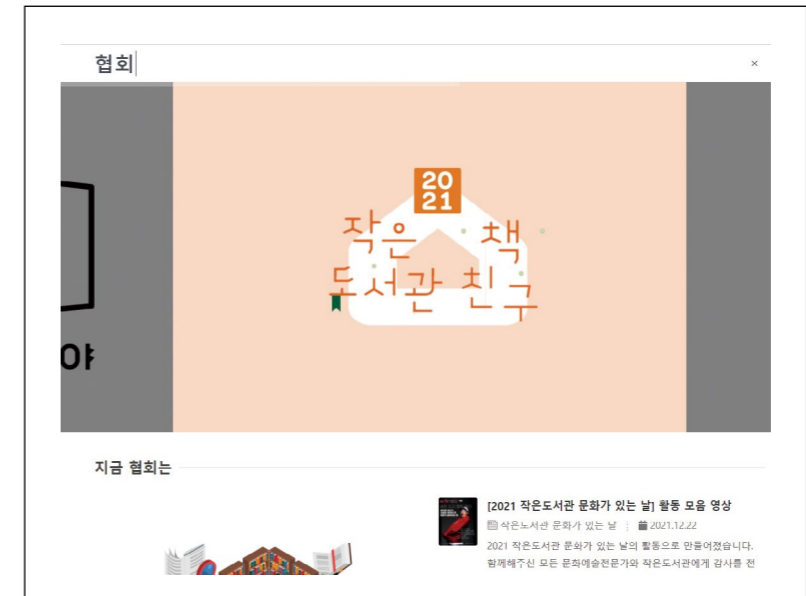 협회
20
21
작은 책
도서관 친구
야
지금 협회는
[2021 작은도서관 문화가 있는 날] 활동 모음 영상
작은도서관 문화가 있는 날 2021.12.22
2021 작은도서관 문화가 있는 날의 활동으로 만들어졌습니다.
함께해주신 모든 문화예술전문가와 작은도서관에게 감사를 전